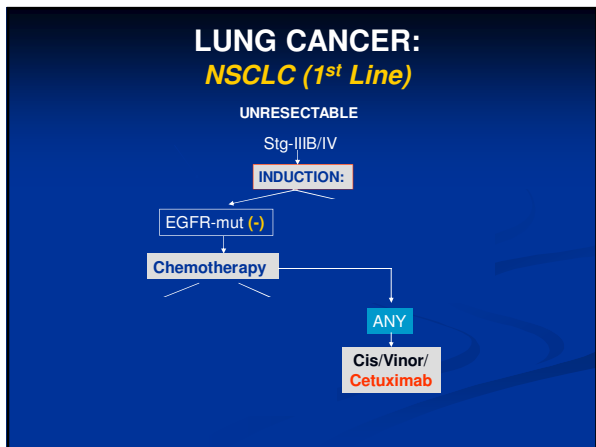 LUNG CANCER:
NSCLC (1st Line)
UNRESECTABLE
Stg-IIIB/IV
INDUCTION:
EGFR-mut (-)
Chemotherapy
ANY
Cis/Vinor/
Cetuximab